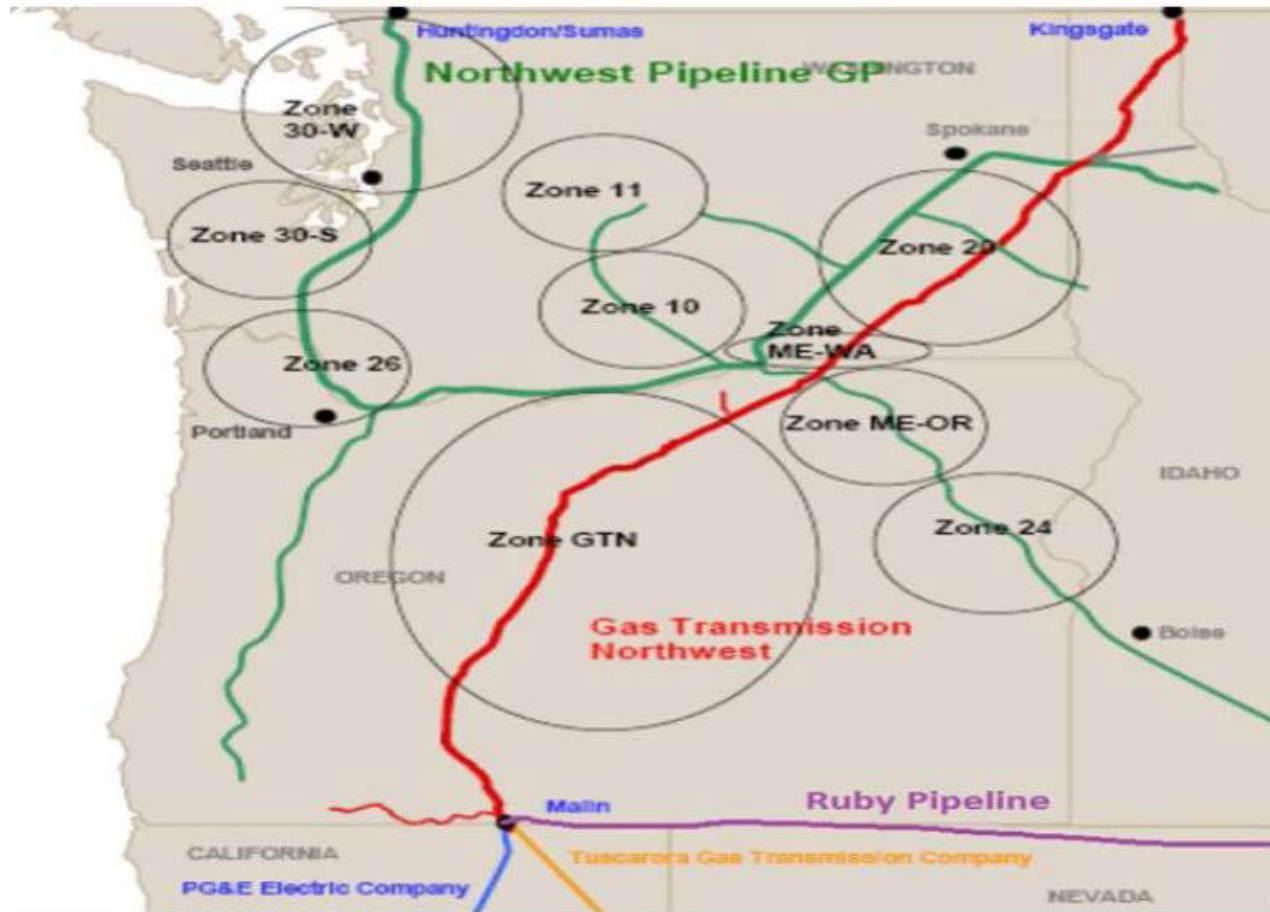 Huntingdon/Sumas
Kingsgate
Northwest Pipeline GP
WASHINGTON
Zone
30-W
Spokane
Seattle
Zone 11
Zone 30-S
Zone 20
Zone 10
Zone
ME-WA
Zone 26
Portland
Zone ME-OR
IDAHO
Zone 24
Zone GTN
OREGON
Gas Transmission
Northwest
Boise
Malin
Ruby Pipeline
CALIFORNIA
Tuscarora Gas Transmission Company
PG&E Electric Company
NEVADA